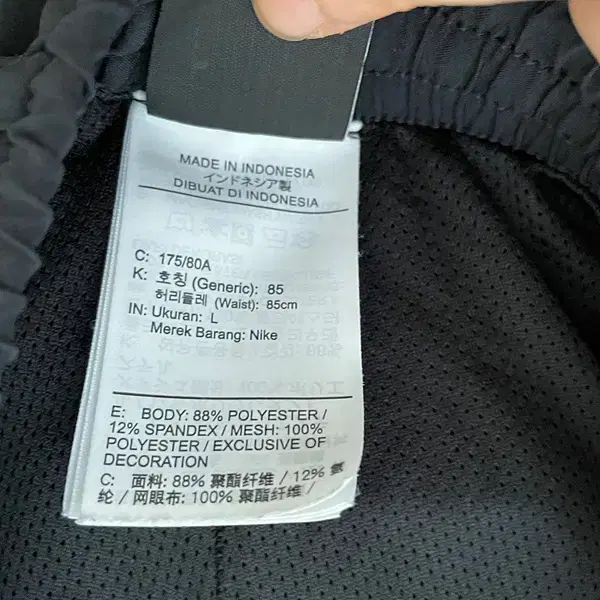 MADE IN INDONESIA
インドネシア製
DIBUAT DI INDONESIA
C: 175/80A
K: 호칭 (Generic): 85
허리둘레 (Waist): 85cm
IN: Ukuran: L
Merek Barang: Nike
E: BODY: 88% POLYESTER /
12% SPANDEX / MESH: 100%
POLYESTER / EXCLUSIVE OF
DECORATION
C: 面料: 88% 聚酯纤维 / 12% 氨
纶 / 网眼布: 100% 聚酯纤维 /